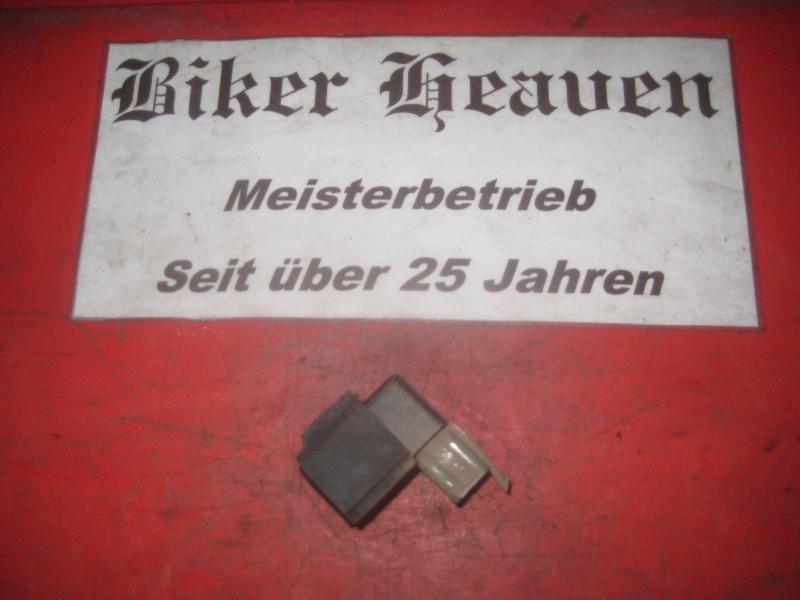 Biker Heaven
Meisterbetrieb
Seit über 25 Jahren